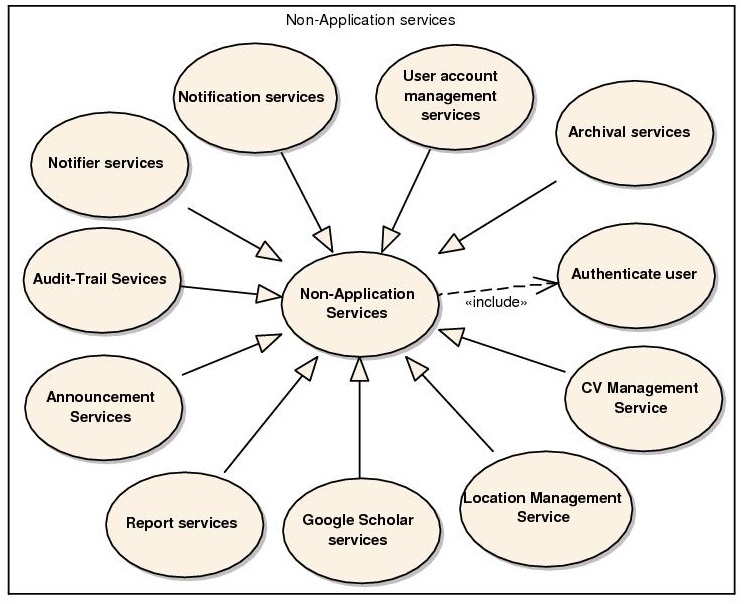 Non-Application services
Notification services
User account
management
services
Archival services
Notifier services
Audit-Trail Sevices
Non-Application
Services
Authenticate user
«include»
Announcement
Services
CV Management
Service
Report services
Google Scholar
services
Location Management
Service